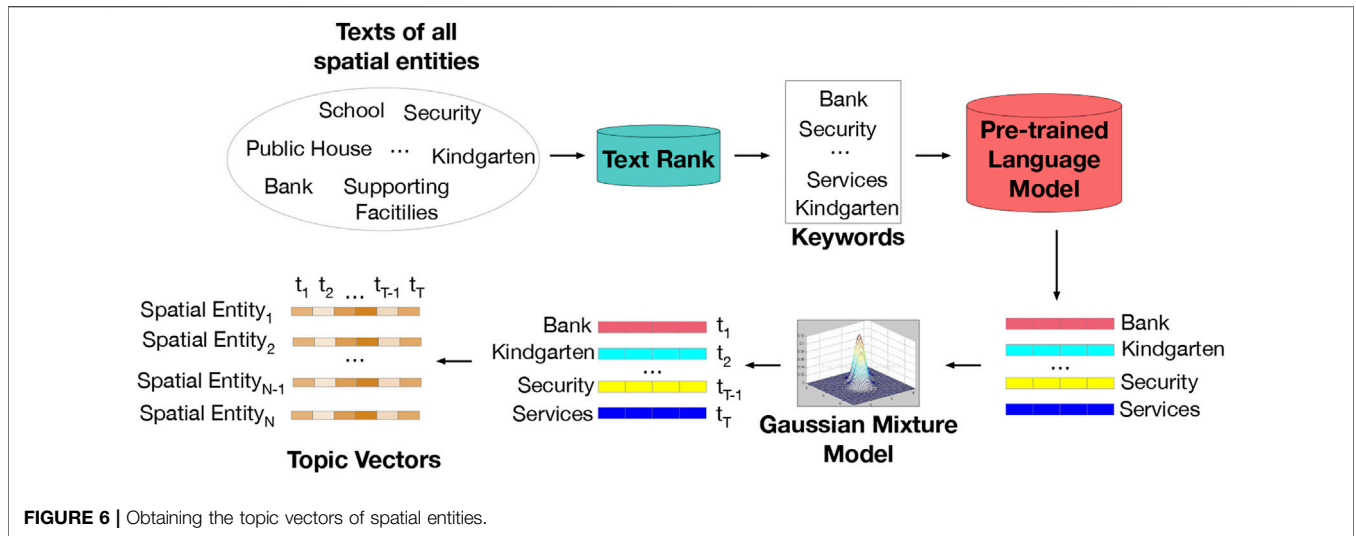 Texts of all
spatial entities
School Security
Public House ... Kindgarten
Bank Supporting
Facitilies
Text Rank
Bank
Security
...
Services
Kindgarten
Keywords
Pre-trained
Language
Model
Bank
Kindgarten
...
Security
Services
Gaussian Mixture
Model
Bank t1
Kindgarten t2
...
Security tT-1
Services tT
t1 t2 ... tT-1 tT
Spatial Entity1
Spatial Entity2
...
Spatial EntityN-1
Spatial EntityN
Topic Vectors
FIGURE 6 | Obtaining the topic vectors of spatial entities.